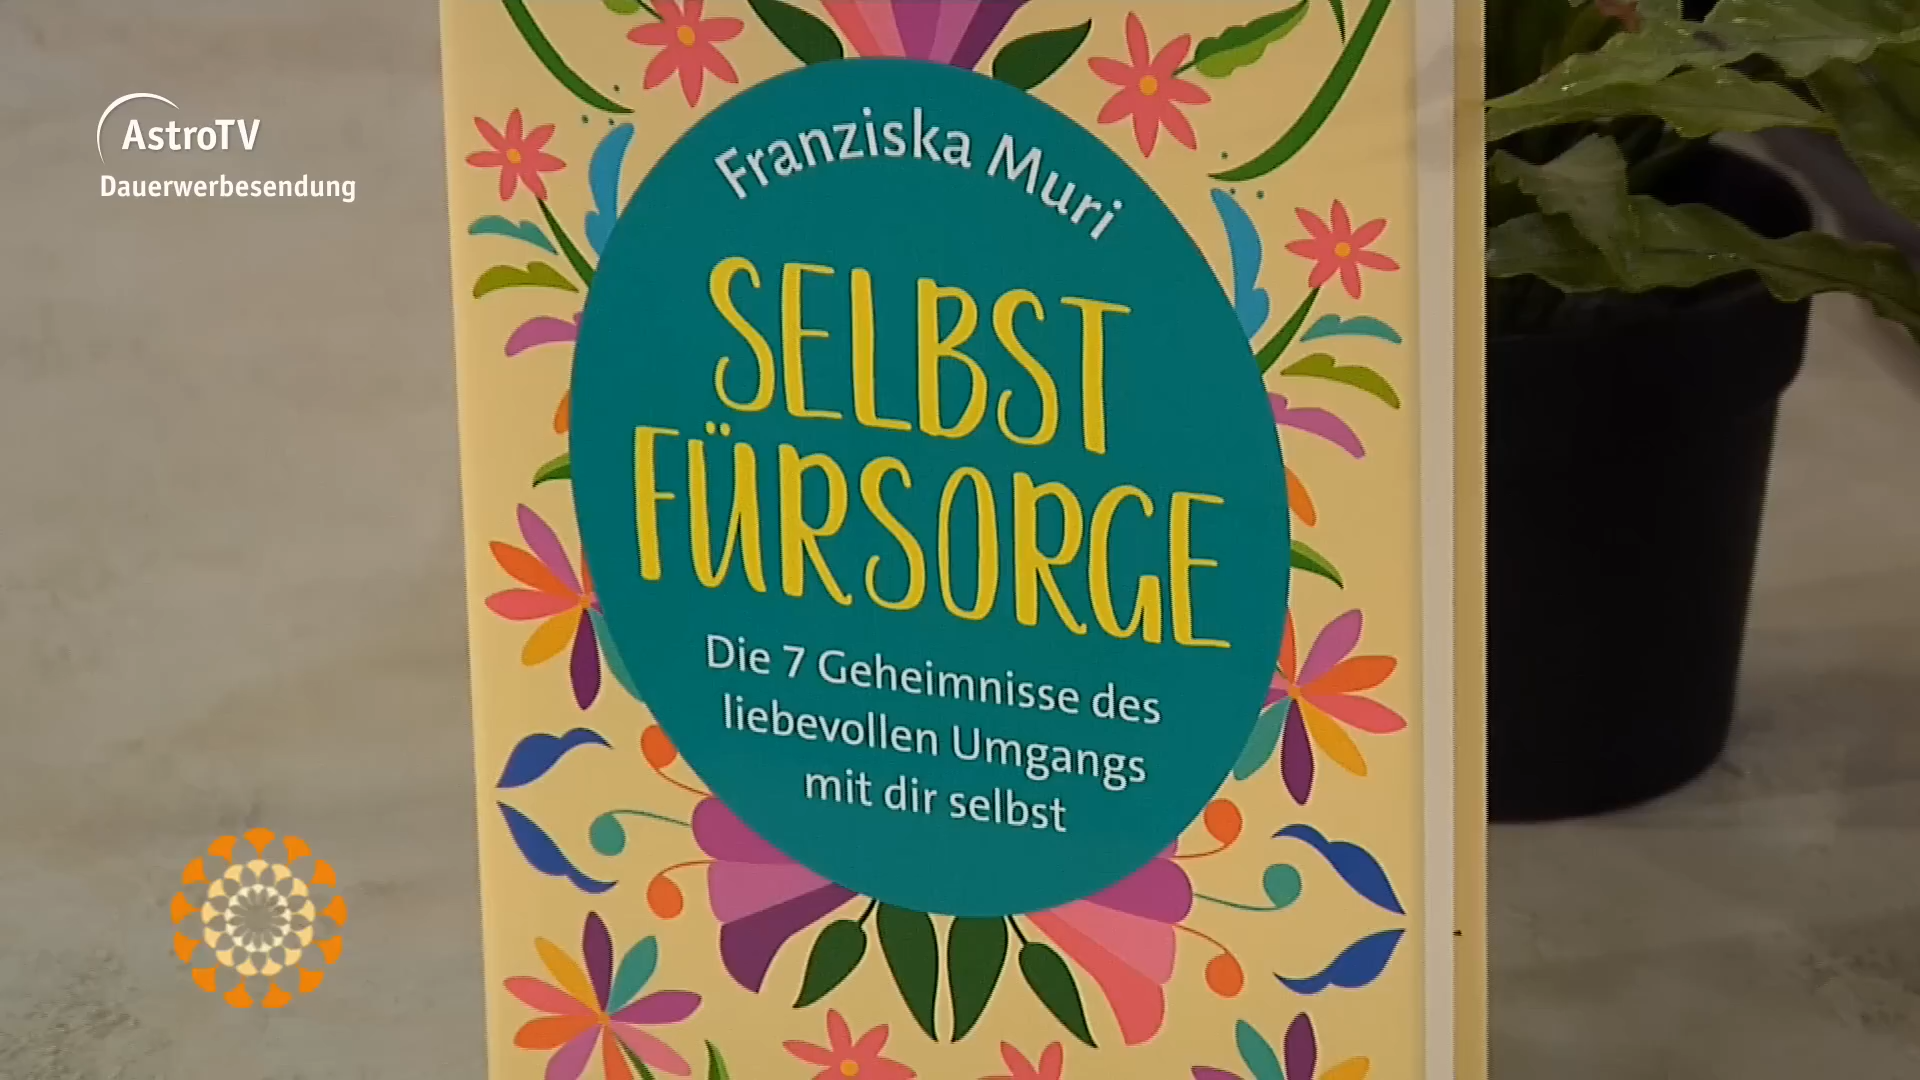 AstroTV
Dauerwerbesendung
Franziska Muri
SELBST
FÜRSORGE
Die 7 Geheimnisse des
liebevollen Umgangs
mit dir selbst